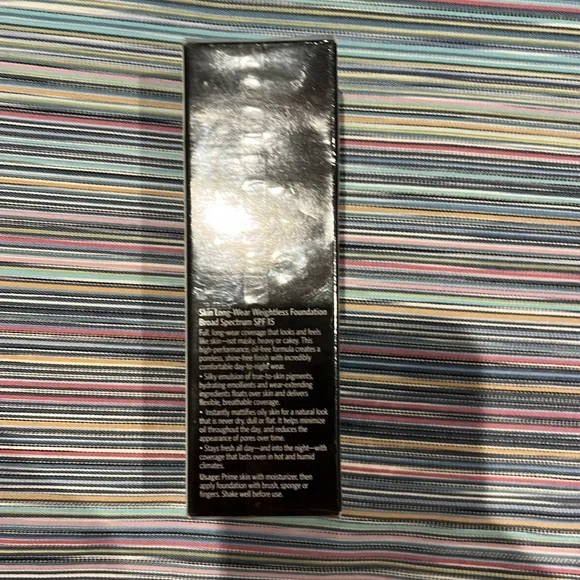 Skin Long-Wear Weightless Foundation
Broad Spectrum SPF 15
Full, long-wear coverage that looks and feels
like skin—not masky, heavy or cakey. This
high-performance, oil-free formula creates a
modern, shine-free finish with incredibly
comfortable day-to-night wear.
• Silky emulsion of true-to-skin pigments,
hydrating emollients and wear-extending
ingredients floats over skin and delivers
flexible, breathable coverage.
• Instantly mattifies oily skin for a natural look
that is never dry, dull or flat. It helps minimize
oil throughout the day, and reduces the
appearance of pores over time.
• Stays fresh all day—and into the night—with
coverage that lasts even in hot and humid
climates.
Usage: Prime skin with moisturizer, then
apply foundation with brush, sponge or
fingers. Shake well before use.